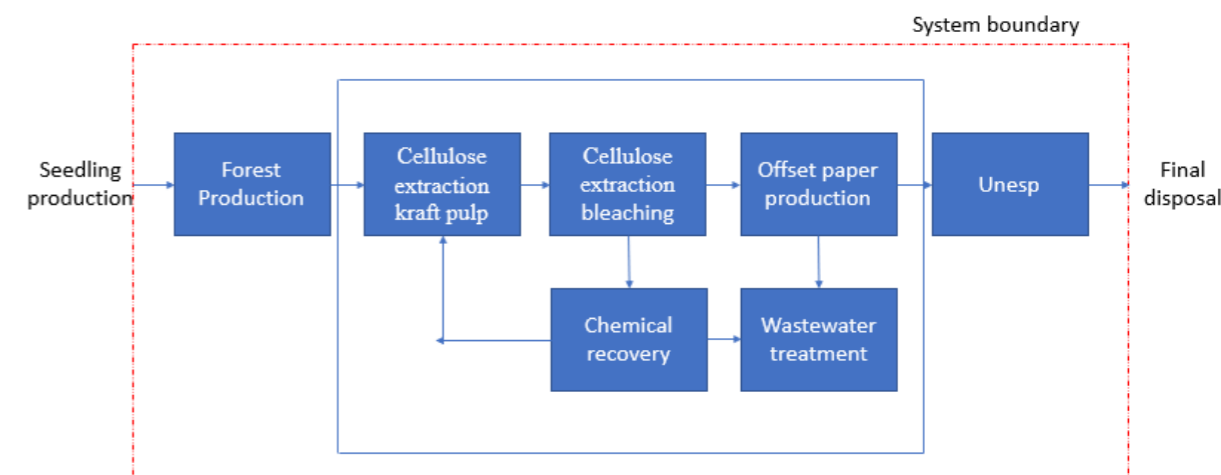 System boundary
Seedling
production
Forest
Production
Cellulose
extraction
kraft pulp
Cellulose
extraction
bleaching
Offset paper
production
Unesp
Final
disposal
Chemical
recovery
Wastewater
treatment